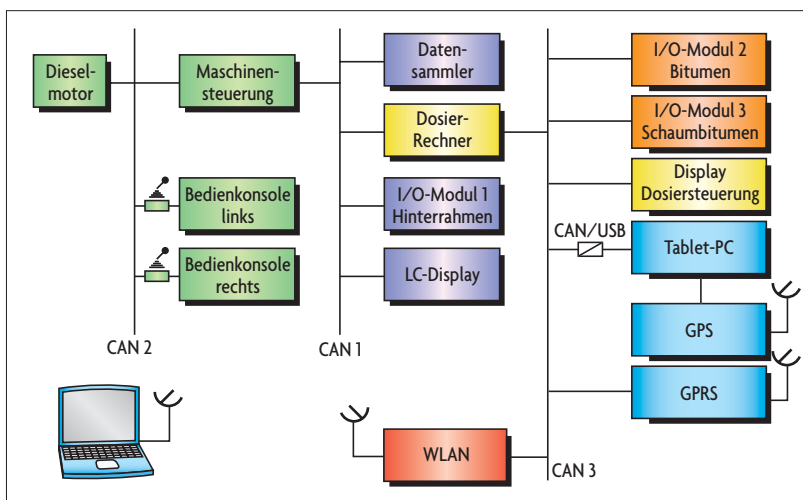 Diesel-
motor
Maschinen-
steuerung
Bedienkonsole
links
Bedienkonsole
rechts
CAN 2
Daten-
sammler
Dosier-
Rechner
I/O-Modul 1
Hinterrahmen
LC-Display
CAN 1
I/O-Modul 2
Bitumen
I/O-Modul 3
Schaumbitumen
Display
Dosiersteuerung
CAN/USB
Tablet-PC
GPS
GPRS
WLAN
CAN 3